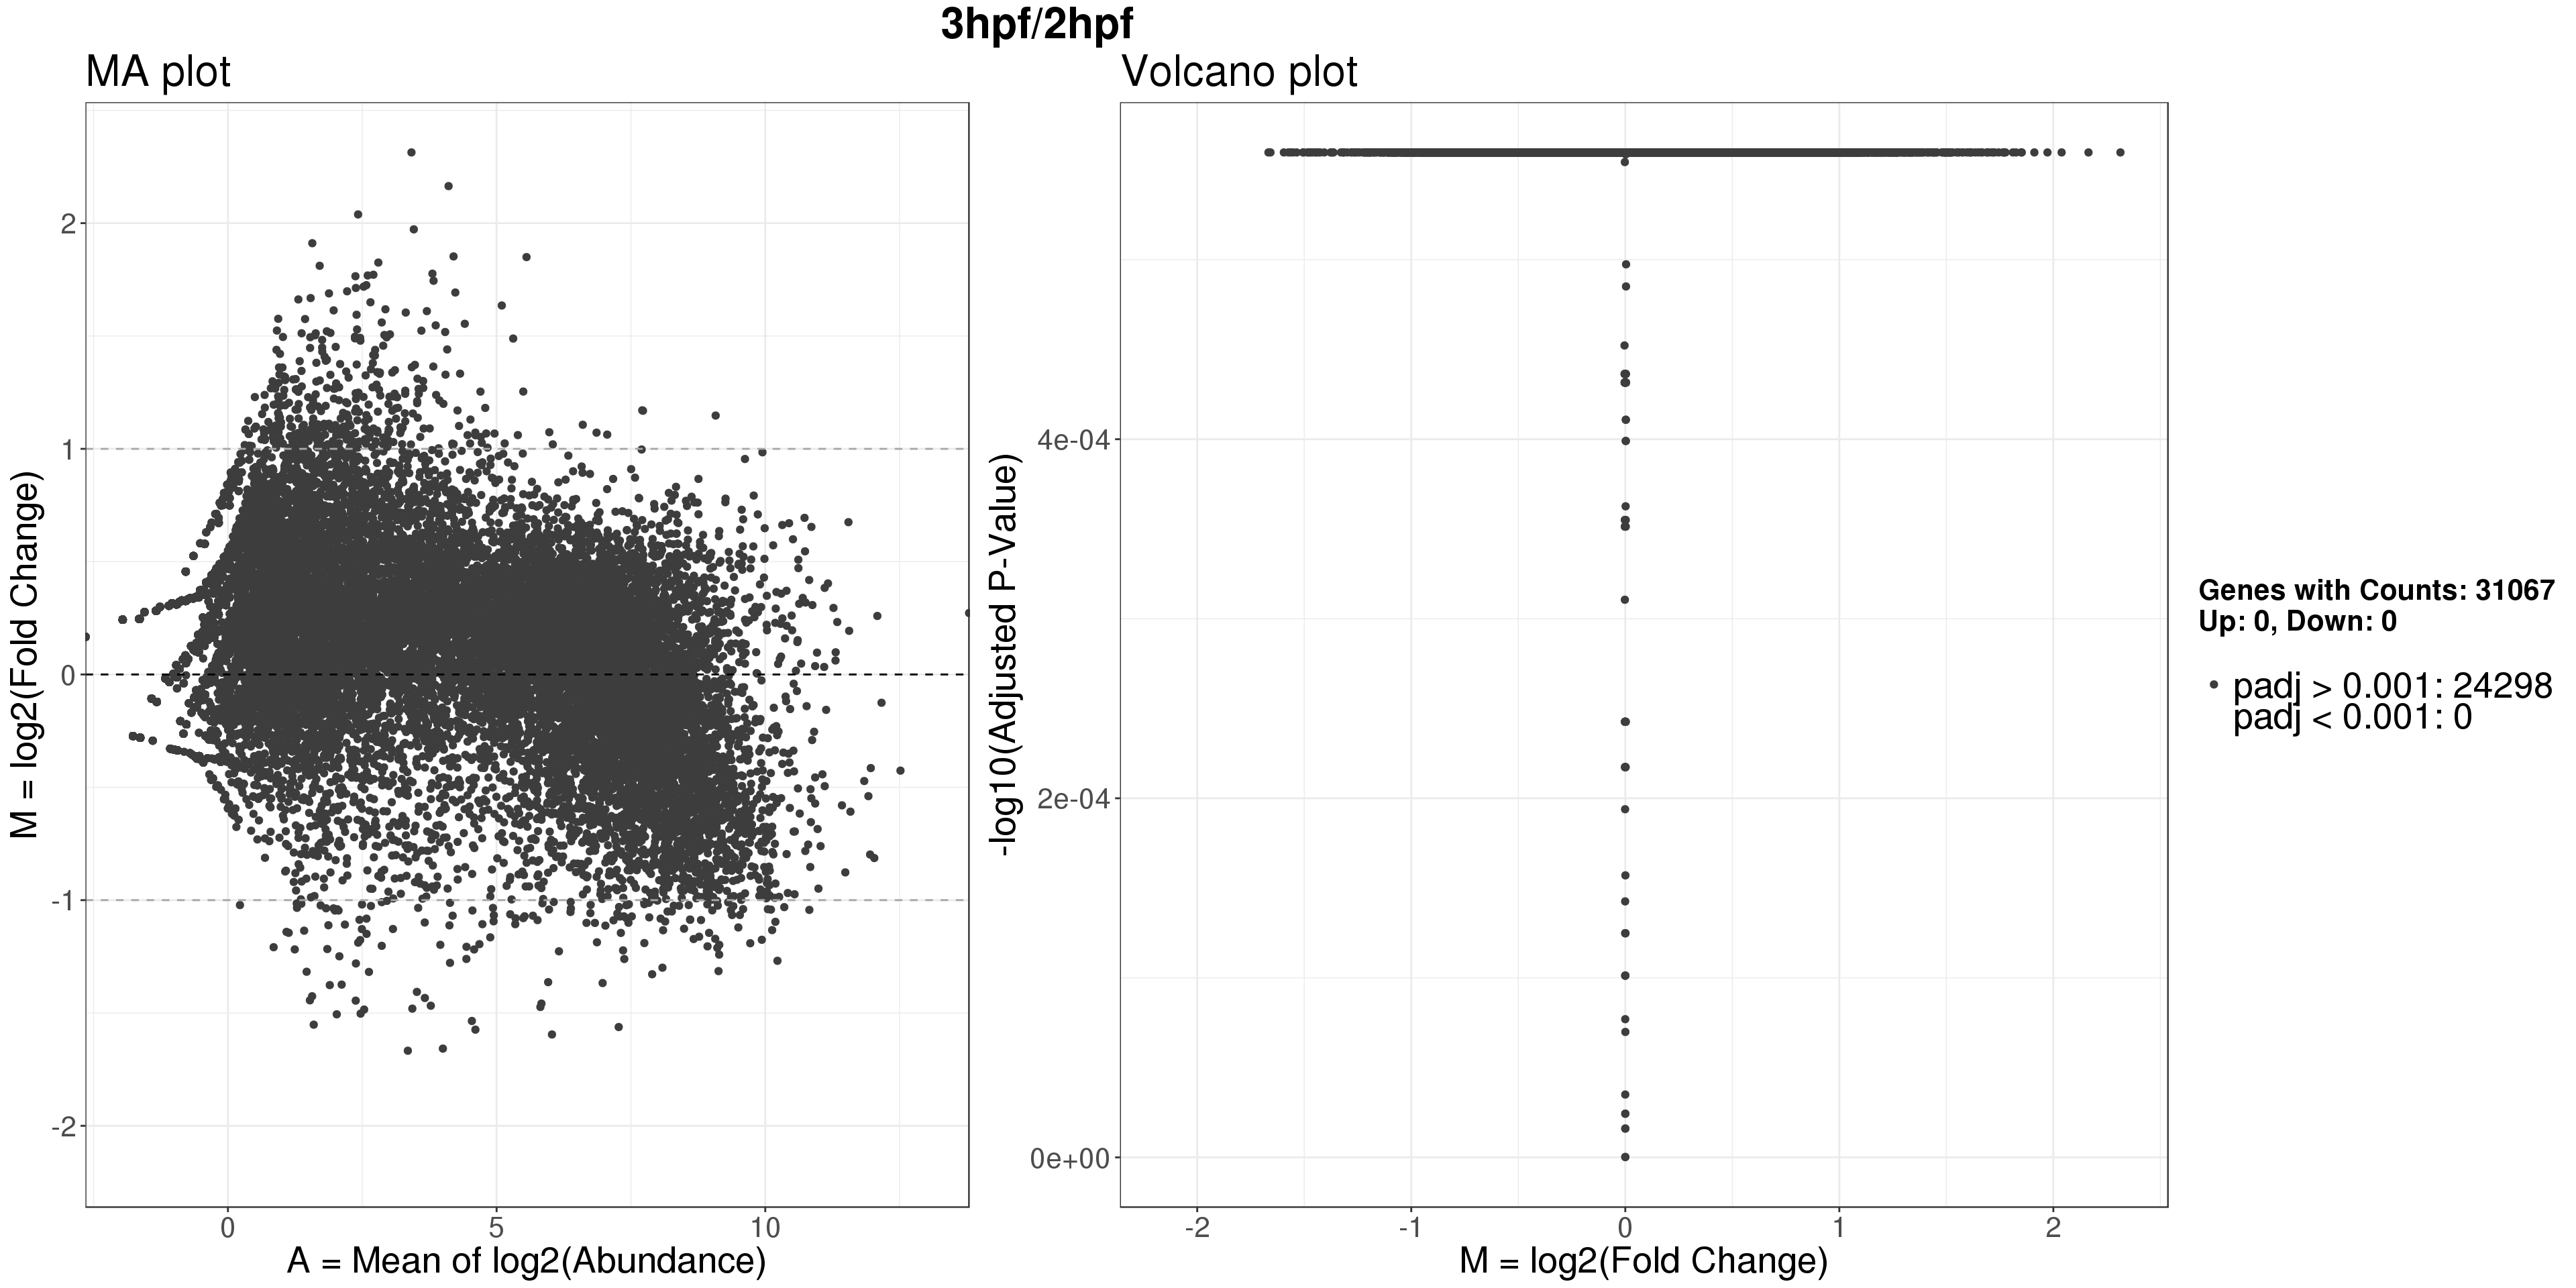 3hpf/2hpf
MA plot
M = log2(Fold Change)
2
1
0
-1
-2
0
5
10
A = Mean of log2(Abundance)
Volcano plot
-log10(Adjusted P-Value)
4e-04
2e-04
0e+00
-2
-1
0
1
2
M = log2(Fold Change)
Genes with Counts: 31067
Up: 0, Down: 0
padj > 0.001: 24298
padj < 0.001: 0